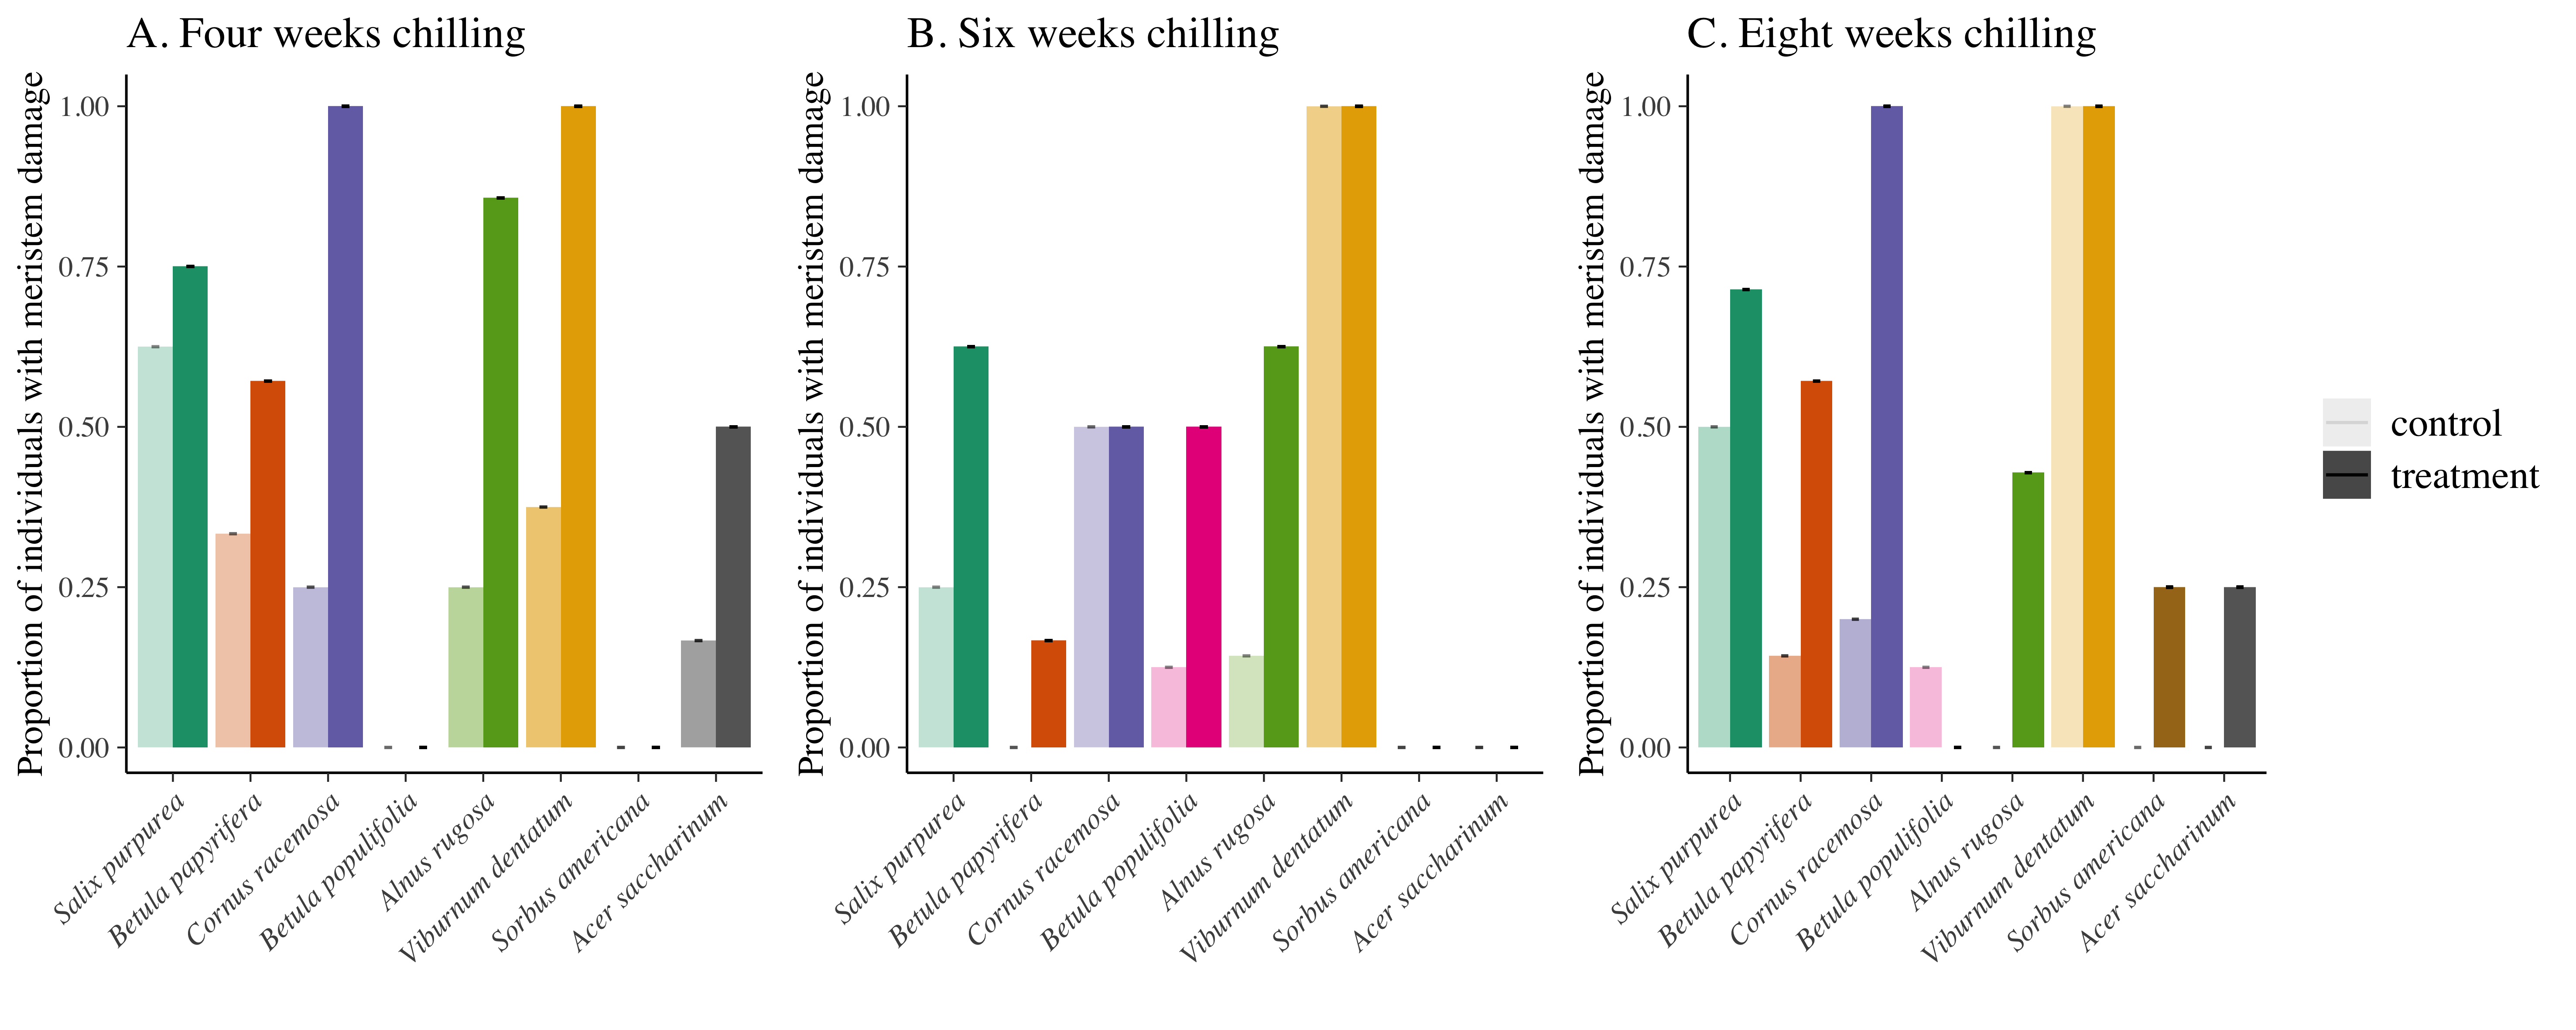 A. Four weeks chilling
Proportion of individuals with meristem damage
1.00
0.75
0.50
0.25
0.00
Salix purpurea
Betula papyrifera
Cornus racemosa
Betula populifolia
Alnus rugosa
Viburnum dentatum
Sorbus americana
Acer saccharinum
B. Six weeks chilling
Proportion of individuals with meristem damage
1.00
0.75
0.50
0.25
0.00
Salix purpurea
Betula papyrifera
Cornus racemosa
Betula populifolia
Alnus rugosa
Viburnum dentatum
Sorbus americana
Acer saccharinum
C. Eight weeks chilling
Proportion of individuals with meristem damage
1.00
0.75
0.50
0.25
0.00
Salix purpurea
Betula papyrifera
Cornus racemosa
Betula populifolia
Alnus rugosa
Viburnum dentatum
Sorbus americana
Acer saccharinum
control
treatment